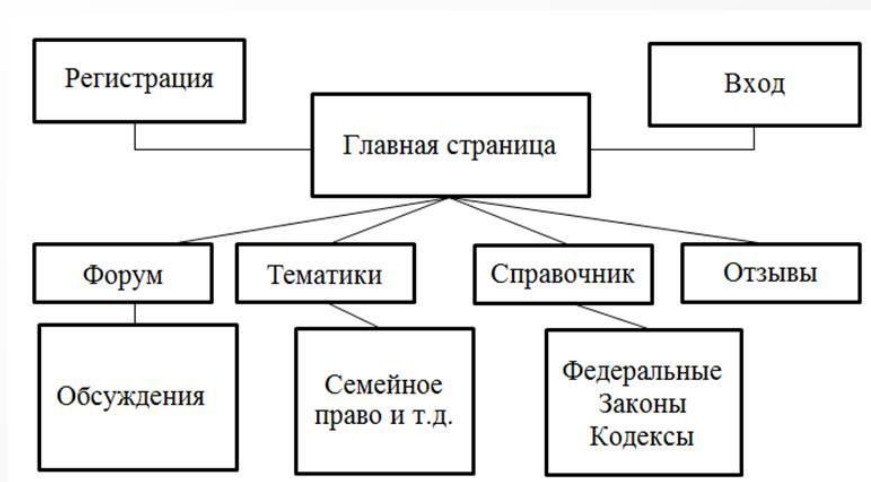 Регистрация
Вход
Главная страница
Форум
Тематики
Справочник
Отзывы
Обсуждения
Семейное
право и т.д.
Федеральные
Законы
Кодексы